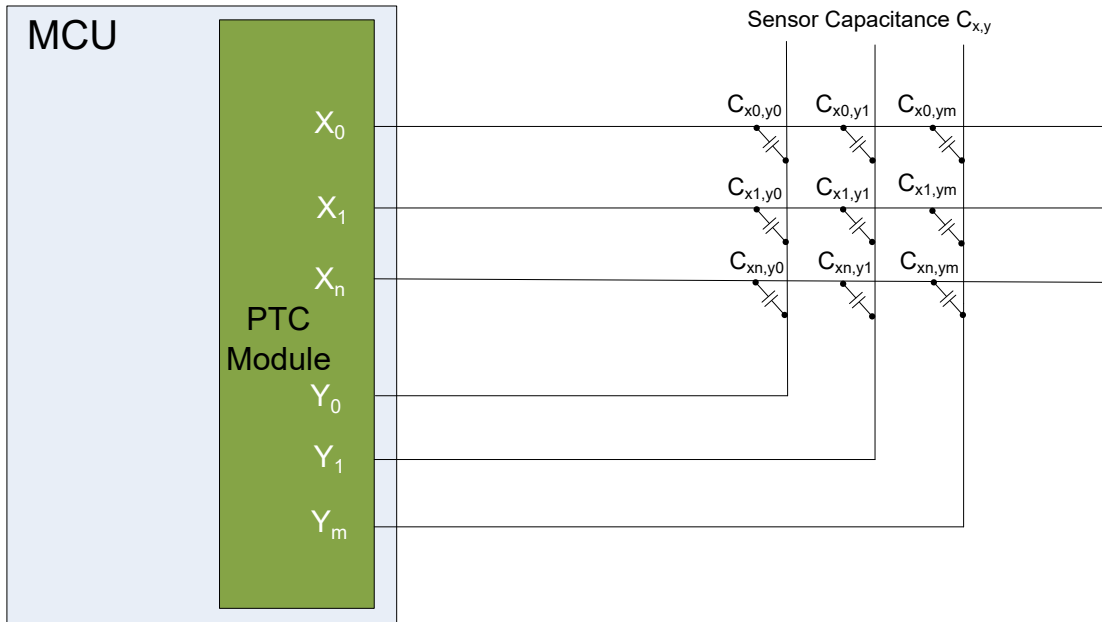 MCU
Sensor Capacitance Cx,y
X0
Cx0,y0 Cx0,y1 Cx0,ym
X1
Cx1,y0 Cx1,y1 Cx1,ym
Xn
Cxn,y0 Cxn,y1 Cxn,ym
PTC
Module
Y0
Y1
Ym